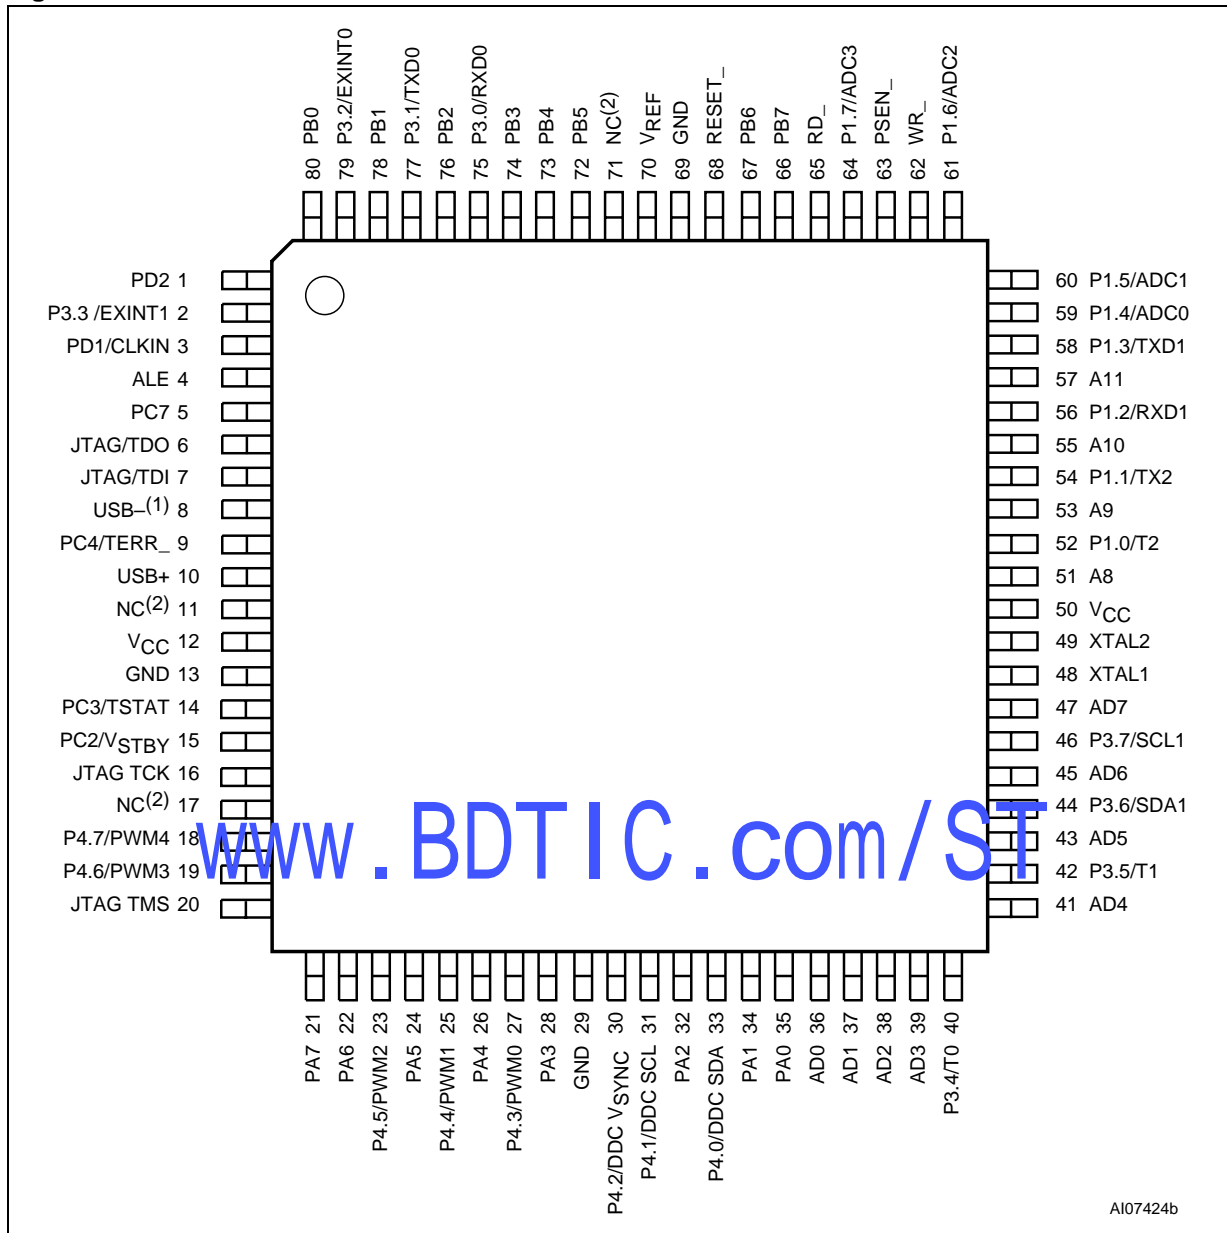 80 PB0
79 P3.2/EXINT0
78 PB1
77 P3.1/TXD0
76 PB2
75 P3.0/RXD0
74 PB3
73 PB4
72 PB5
71 NC(2)
70 VREF
69 GND
68 RESET_
67 PB6
66 PB7
65 RD_
64 P1.7/ADC3
63 PSEN_
62 WR_
61 P1.6/ADC2
PD2 1
P3.3 /EXINT1 2
PD1/CLKIN 3
ALE 4
PC7 5
JTAG/TDO 6
JTAG/TDI 7
USB–(1) 8
PC4/TERR_ 9
USB+ 10
NC(2) 11
VCC 12
GND 13
PC3/TSTAT 14
PC2/VSTBY 15
JTAG TCK 16
NC(2) 17
P4.7/PWM4 18
P4.6/PWM3 19
JTAG TMS 20
60 P1.5/ADC1
59 P1.4/ADC0
58 P1.3/TXD1
57 A11
56 P1.2/RXD1
55 A10
54 P1.1/TX2
53 A9
52 P1.0/T2
51 A8
50 VCC
49 XTAL2
48 XTAL1
47 AD7
46 P3.7/SCL1
45 AD6
44 P3.6/SDA1
43 AD5
42 P3.5/T1
41 AD4
www.BDTIC.com/ST
PA7 21
PA6 22
P4.5/PWM2 23
PA5 24
P4.4/PWM1 25
PA4 26
P4.3/PWM0 27
PA3 28
GND 29
P4.2/DDC VSYNC 30
P4.1/DDC SCL 31
PA2 32
P4.0/DDC SDA 33
PA1 34
PA0 35
AD0 36
AD1 37
AD2 38
AD3 39
P3.4/T0 40
AI07424b